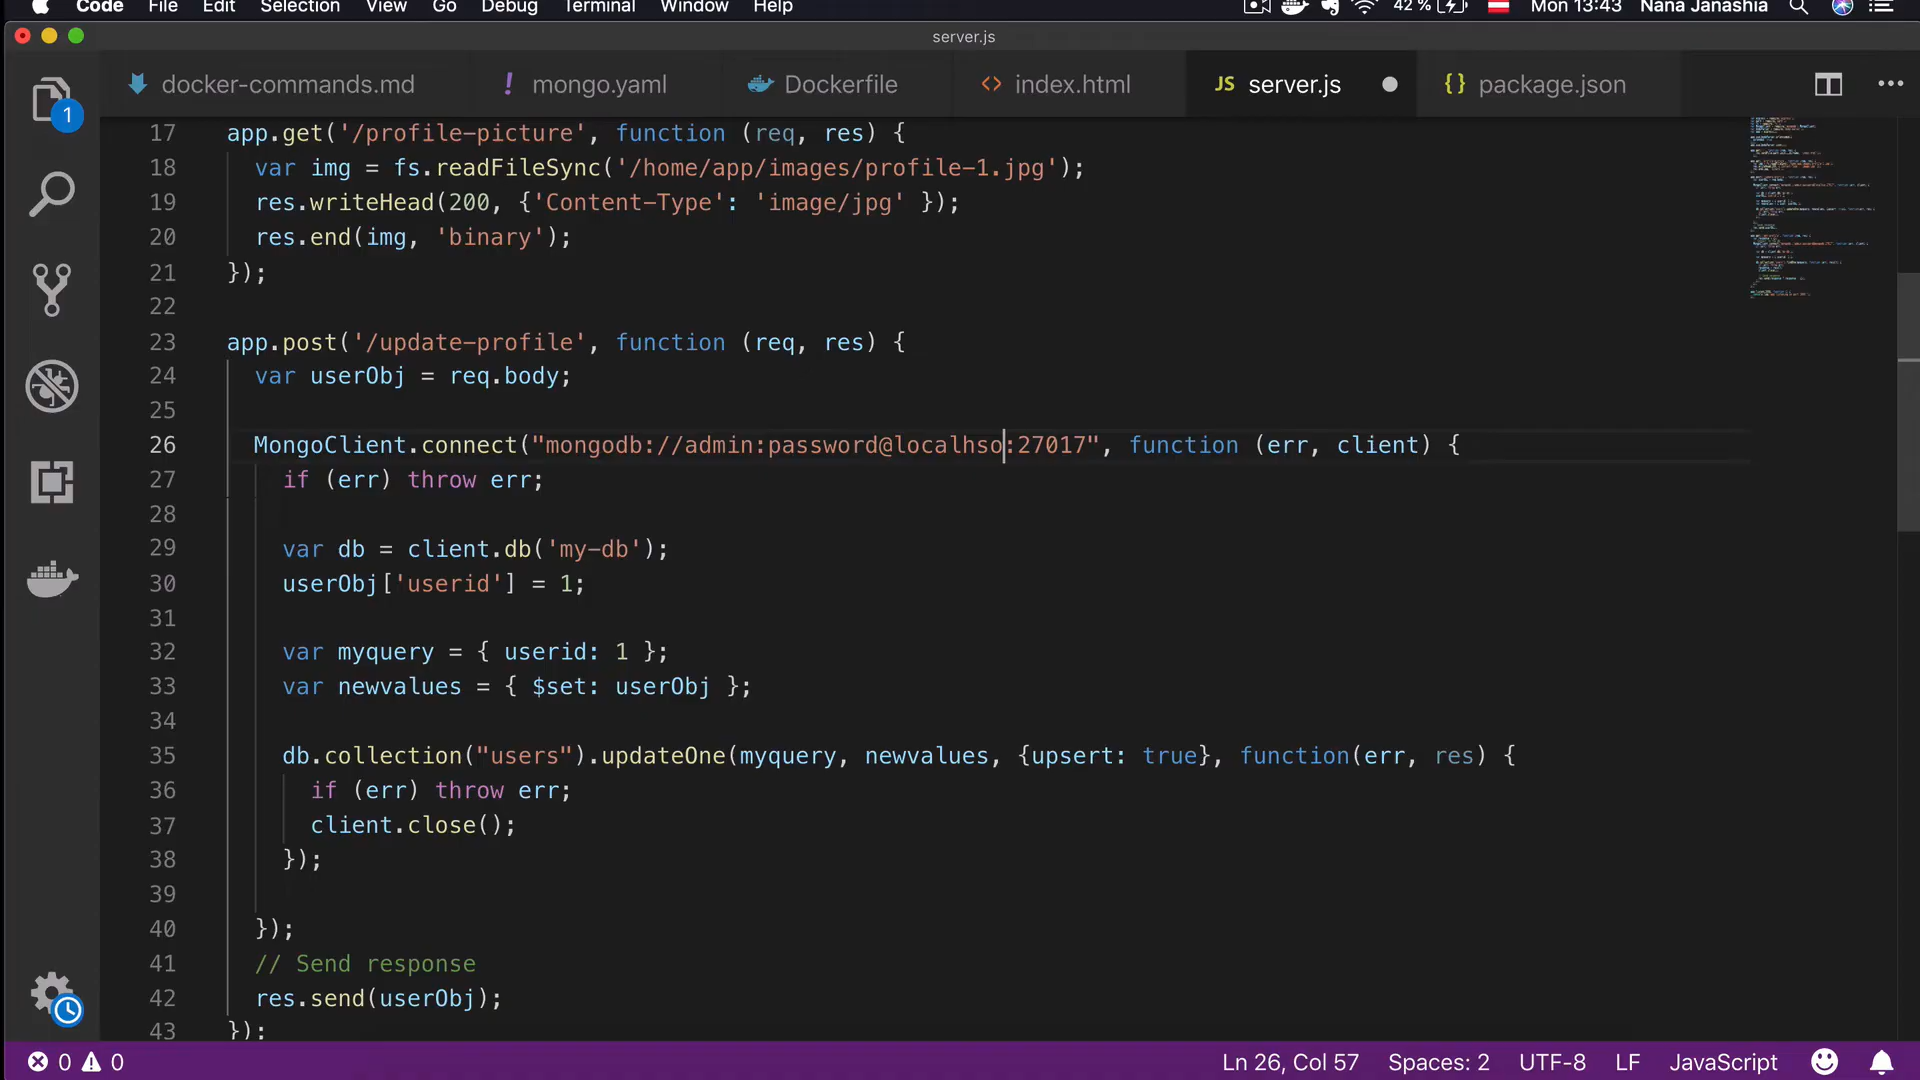 Code File Edit Selection View Go Debug Terminal Window Help 42 % Mon 13:43 Nana Janashia
server.js
docker-commands.md ! mongo.yaml Dockerfile <> index.html JS server.js {} package.json
1
17 app.get('/profile-picture', function (req, res) {
18 var img = fs.readFileSync('/home/app/images/profile-1.jpg');
19 res.writeHead(200, {'Content-Type': 'image/jpg' });
20 res.end(img, 'binary');
21 });
22
23 app.post('/update-profile', function (req, res) {
24 var userObj = req.body;
25
26 MongoClient.connect("mongodb://admin:password@localhso:27017", function (err, client) {
27 if (err) throw err;
28
29 var db = client.db('my-db');
30 userObj['userid'] = 1;
31
32 var myquery = { userid: 1 };
33 var newvalues = { $set: userObj };
34
35 db.collection("users").updateOne(myquery, newvalues, {upsert: true}, function(err, res) {
36 if (err) throw err;
37 client.close();
38 });
39
40 });
41 // Send response
42 res.send(userObj);
43 });
0 0 Ln 26, Col 57 Spaces: 2 UTF-8 LF JavaScript